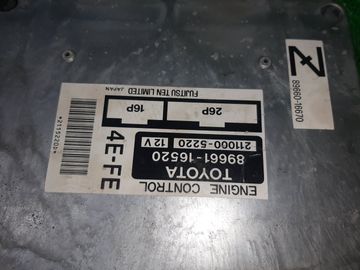 ENGINE CONTROL
TOYOTA
89661-16520
211000-5220 12V
4E-FE
26P
16P
FUJITSU TEN LIMITED
JAPAN
Z
89660-16670